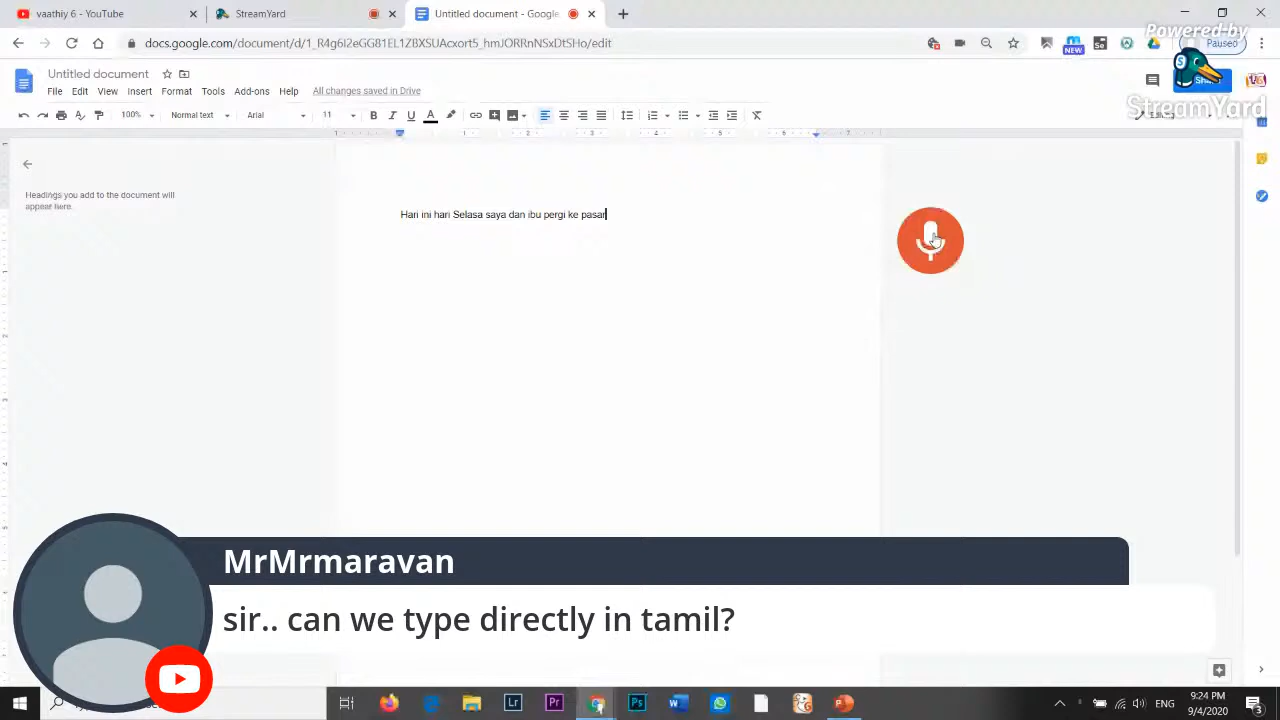 vaathiy 6 - YouTube
StreamYard
Untitled document - Google
docs.google.com/document/d/
/edit
Paused
Powered by
StreamYard
Untitled document
File Edit View Insert Format Tools Add-ons Help All changes saved in Drive
NEW
100% Normal text Arial 11
Headings you add to the document will
appear here.
Hari ini hari Selasa saya dan ibu pergi ke pasar
MrMrmaravan
sir.. can we type directly in tamil?
ENG
9:24 PM
9/4/2020